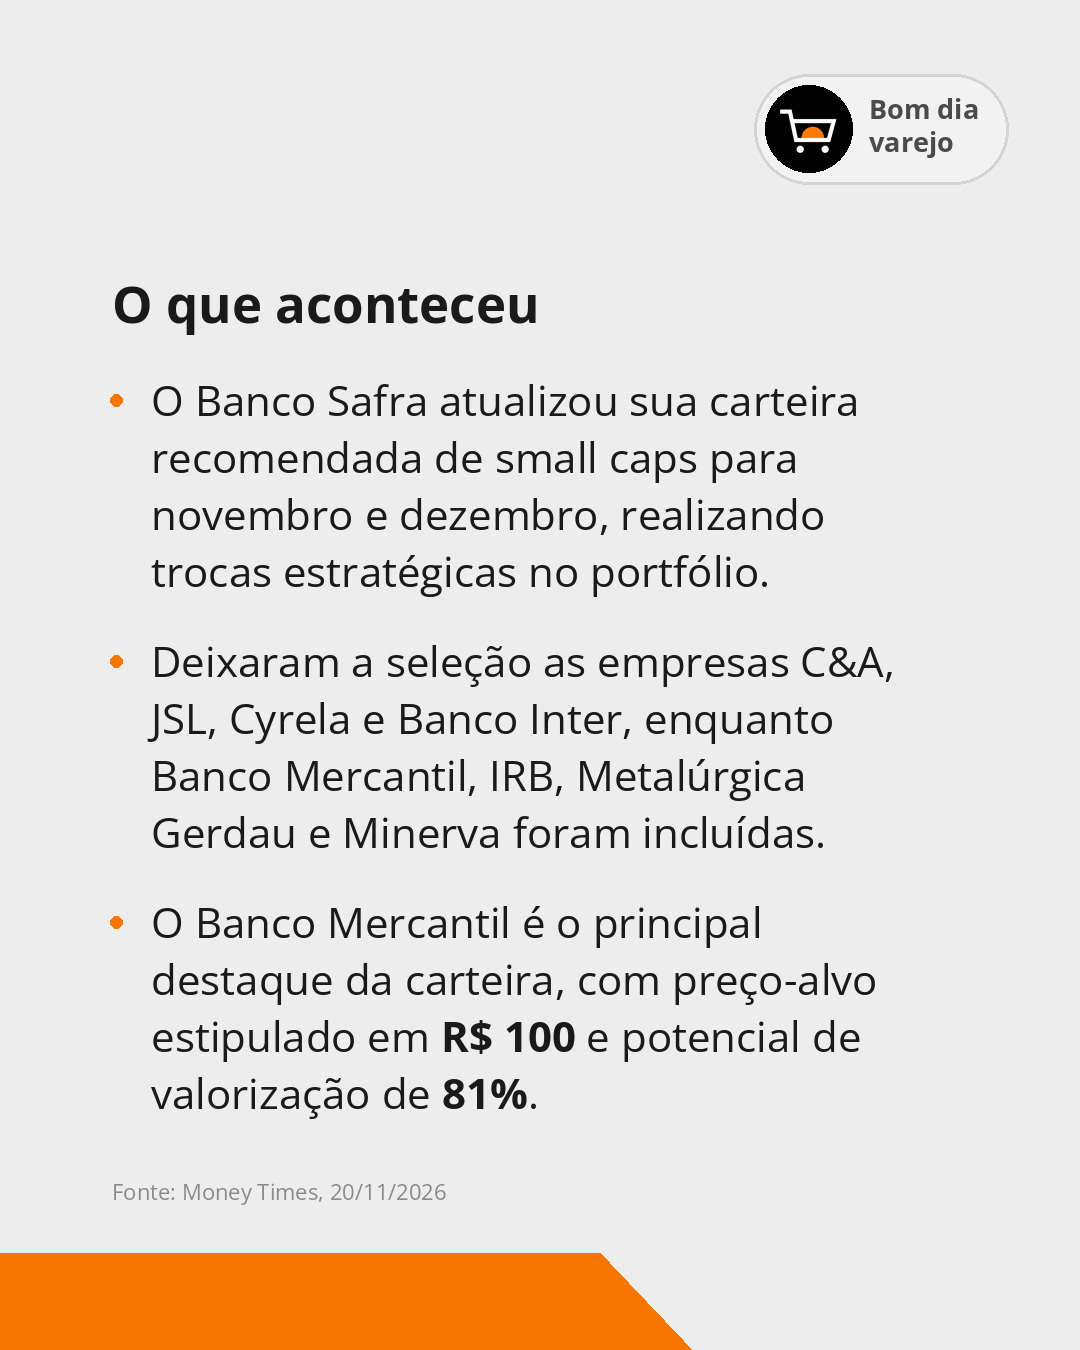 Bom dia
varejo
O que aconteceu
O Banco Safra atualizou sua carteira
recomendada de small caps para
novembro e dezembro, realizando
trocas estratégicas no portfólio.
Deixaram a seleção as empresas C&A,
JSL, Cyrela e Banco Inter, enquanto
Banco Mercantil, IRB, Metalúrgica
Gerdau e Minerva foram incluídas.
O Banco Mercantil é o principal
destaque da carteira, com preço-alvo
estipulado em R$ 100 e potencial de
valorização de 81%.
Fonte: Money Times, 20/11/2026